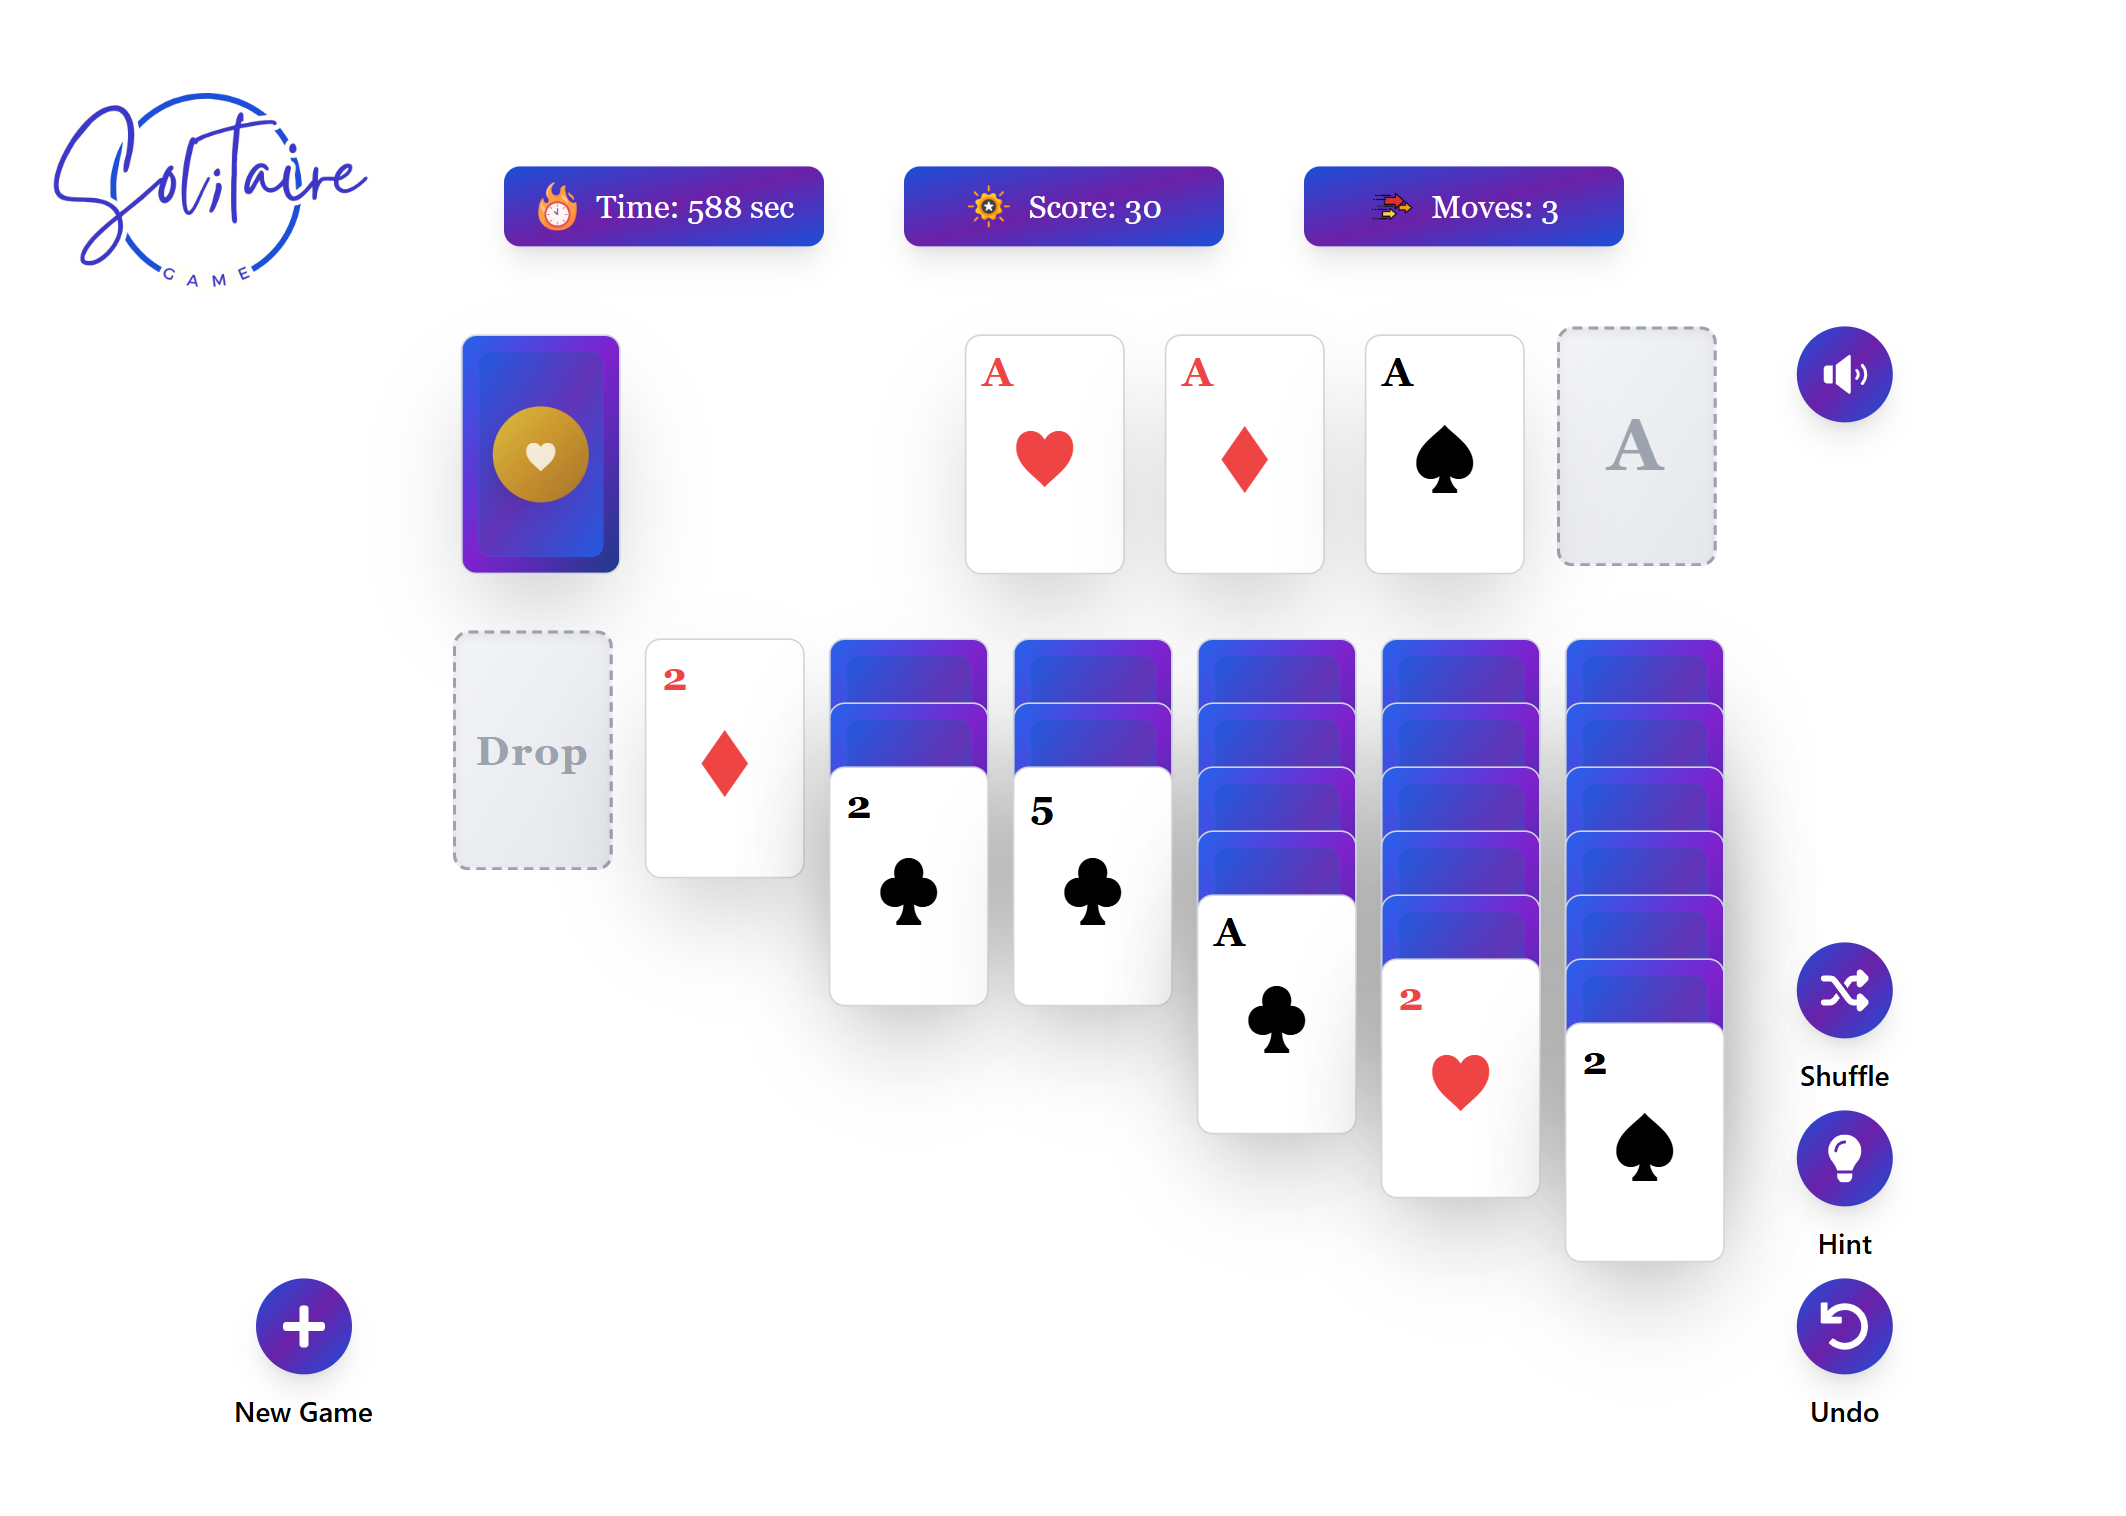 Solitaire
GAME
Time: 588 sec
Score: 30
Moves: 3
A
A
A
A
Drop
2
2
5
A
2
2
Shuffle
Hint
Undo
New Game